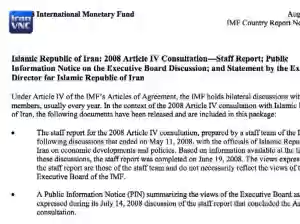 iran
VNC
International Monetary Fund
Aug
IMF Country Report No
Islamic Republic of Iran: 2008 Article IV Consultation—Staff Report; Public
Information Notice on the Executive Board Discussion; and Statement by the Ex
Director for Islamic Republic of Iran
Under Article IV of the IMF's Articles of Agreement, the IMF holds bilateral discussions with
members, usually every year. In the context of the 2008 Article IV consultation with Islamic
of Iran, the following documents have been released and are included in this package:
• The staff report for the 2008 Article IV consultation, prepared by a staff team of the I
following discussions that ended on May 11, 2008, with the officials of Islamic Repu
Iran on economic developments and policies. Based on information available at the ti
these discussions, the staff report was completed on June 19, 2008. The views expres
the staff report are those of the staff team and do not necessarily reflect the views of t
Executive Board of the IMF.
• A Public Information Notice (PIN) summarizing the views of the Executive Board as
expressed during its July 14, 2008 discussion of the staff report that concluded the A
consultation.